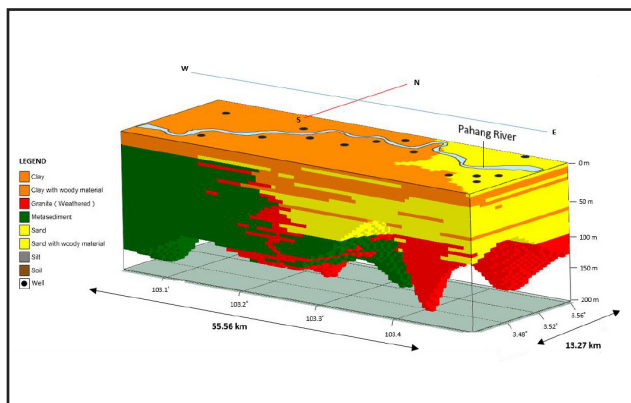 W
N
S
E
Pahang River
LEGEND
Clay
Clay with woody material
Granite ( Weathered )
Metasediment
Sand
Sand with woody material
Silt
Soil
Well
0 m
50 m
100 m
150 m
200 m
103.1°
103.2°
103.3°
103.4
3.48°
3.52°
3.56°
55.56 km
13.27 km